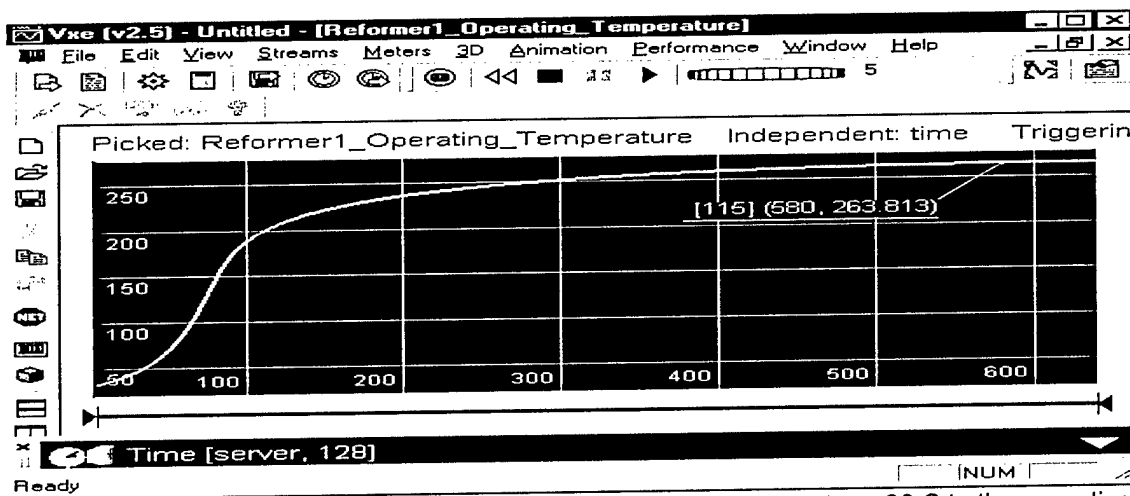 Vxe [v2.5] - Untitled - [Reformer1_Operating_Temperature]
File Edit View Streams Meters 3D Animation Performance Window Help
5
Picked: Reformer1_Operating_Temperature Independent: time Triggerin
250
[115] (580, 263.813)
200
150
100
50 100 200 300 400 500 600
Time [server, 128]
NUM
Ready